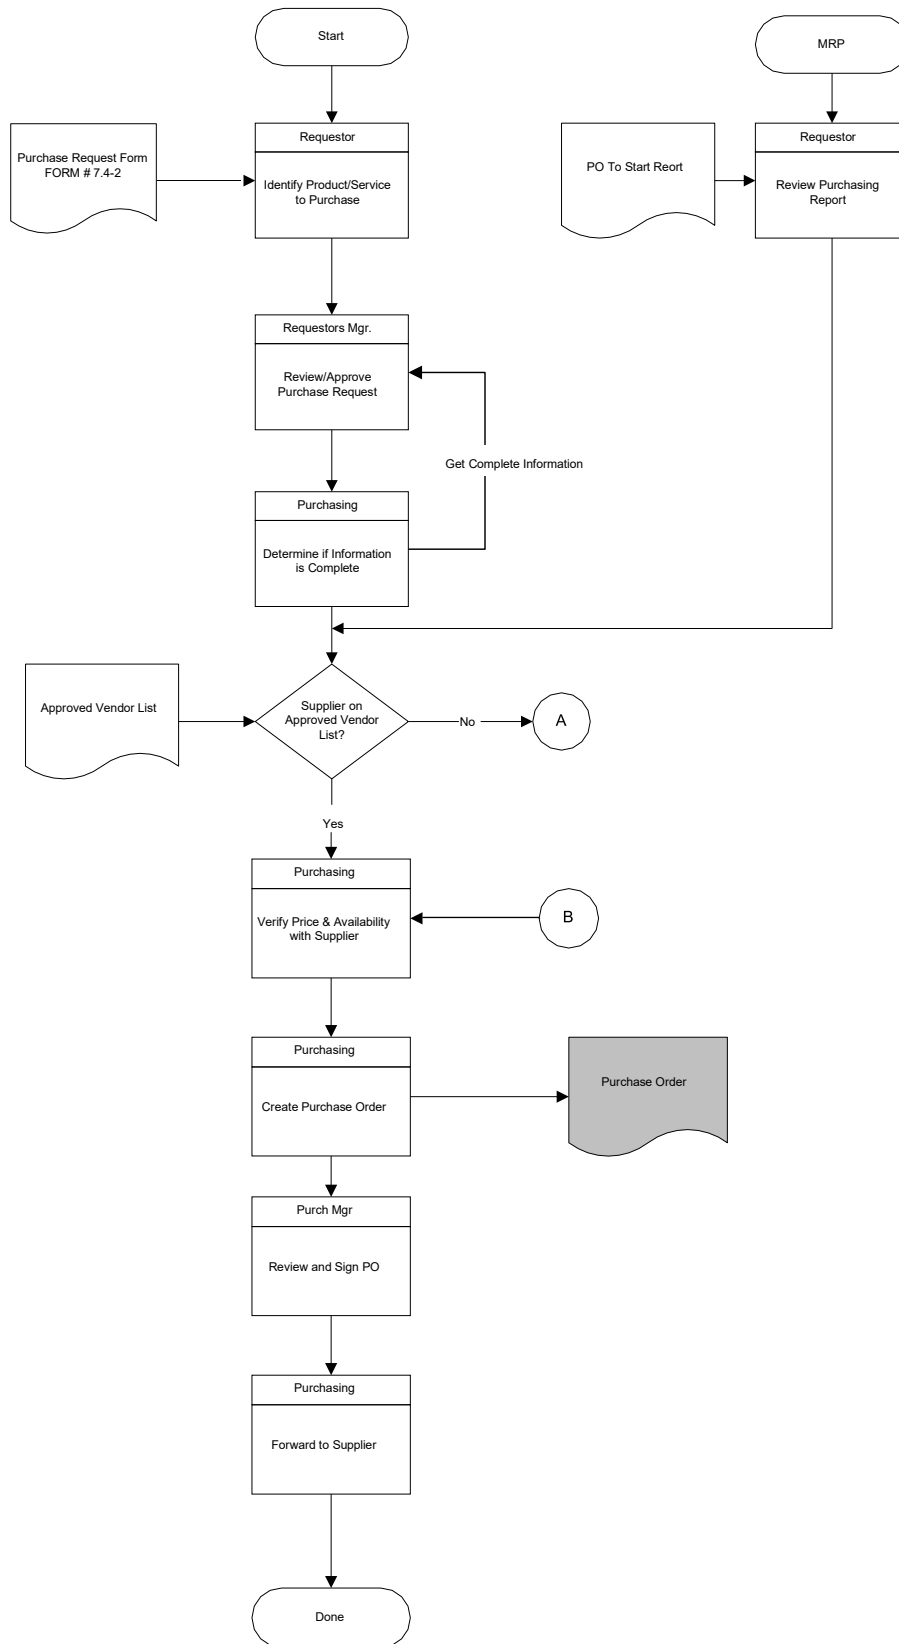 Start
MRP
Requestor
Requestor
Purchase Request Form
FORM # 7.4-2
Identify Product/Service
to Purchase
PO To Start Reort
Review Purchasing
Report
Requestors Mgr.
Review/Approve
Purchase Request
Get Complete Information
Purchasing
Determine if Information
is Complete
Approved Vendor List
Supplier on
Approved Vendor
List?
No
A
Yes
Purchasing
Verify Price & Availability
with Supplier
B
Purchasing
Create Purchase Order
Purchase Order
Purch Mgr
Review and Sign PO
Purchasing
Forward to Supplier
Done